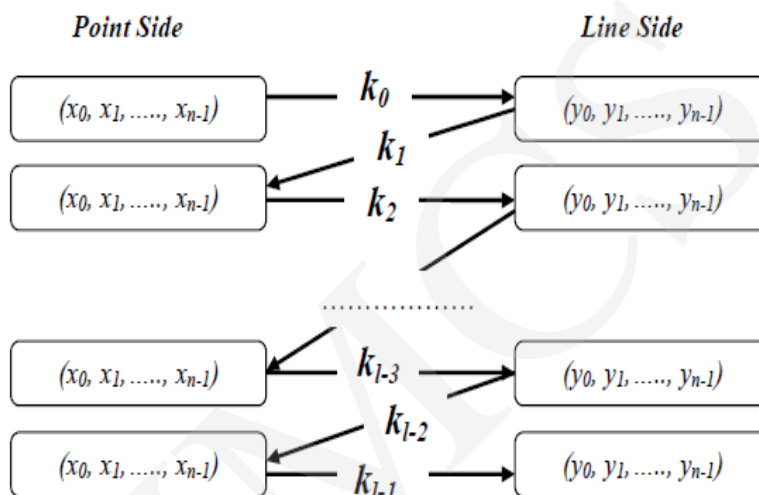 Point Side Line Side
k₀
(x₀, x₁, ....., xₙ₋₁) (y₀, y₁, ....., yₙ₋₁)
k₁
(x₀, x₁, ....., xₙ₋₁) k₂ (y₀, y₁, ....., yₙ₋₁)
...................
(x₀, x₁, ....., xₙ₋₁) kₗ₋₃ (y₀, y₁, ....., yₙ₋₁)
kₗ₋₂
(x₀, x₁, ....., xₙ₋₁) kₗ₋₁ (y₀, y₁, ....., yₙ₋₁)